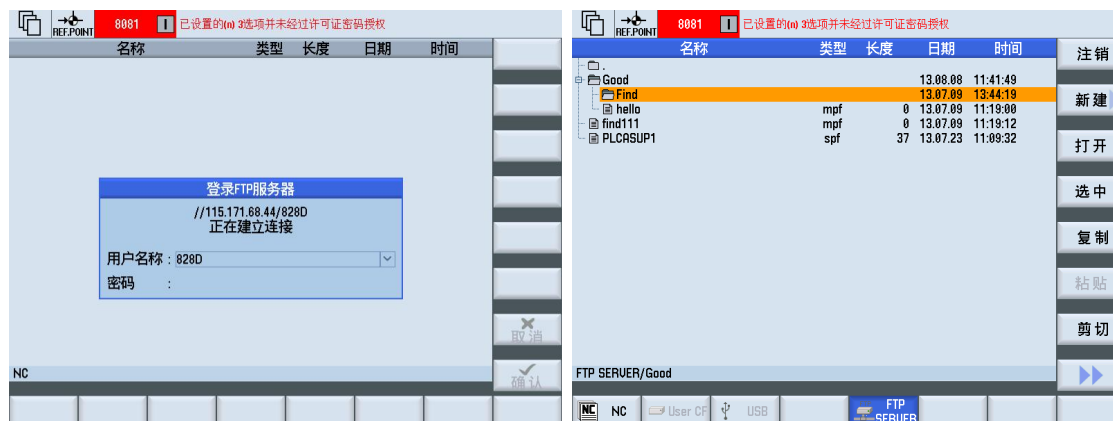 REF.POINT
8081
已设置的(n) 3选项并未经过许可证密码授权
名称 类型 长度 日期 时间
登录FTP服务器
//115.171.68.44/828D
正在建立连接
用户名称 : 828D
密码 :
取消
NC
确认
REF.POINT
8081
已设置的(n) 3选项并未经过许可证密码授权
名称 类型 长度 日期 时间
注销
.
Good 13.08.08 11:41:49
Find 13.07.09 13:44:19
新建
hello mpf 0 13.07.09 11:19:00
find111 mpf 0 13.07.09 11:19:12
PLCASUP1 spf 37 13.07.23 11:09:32
打开
选中
复制
粘贴
剪切
FTP SERVER/Good
NC NC
User CF
USB
FTP
SERVER